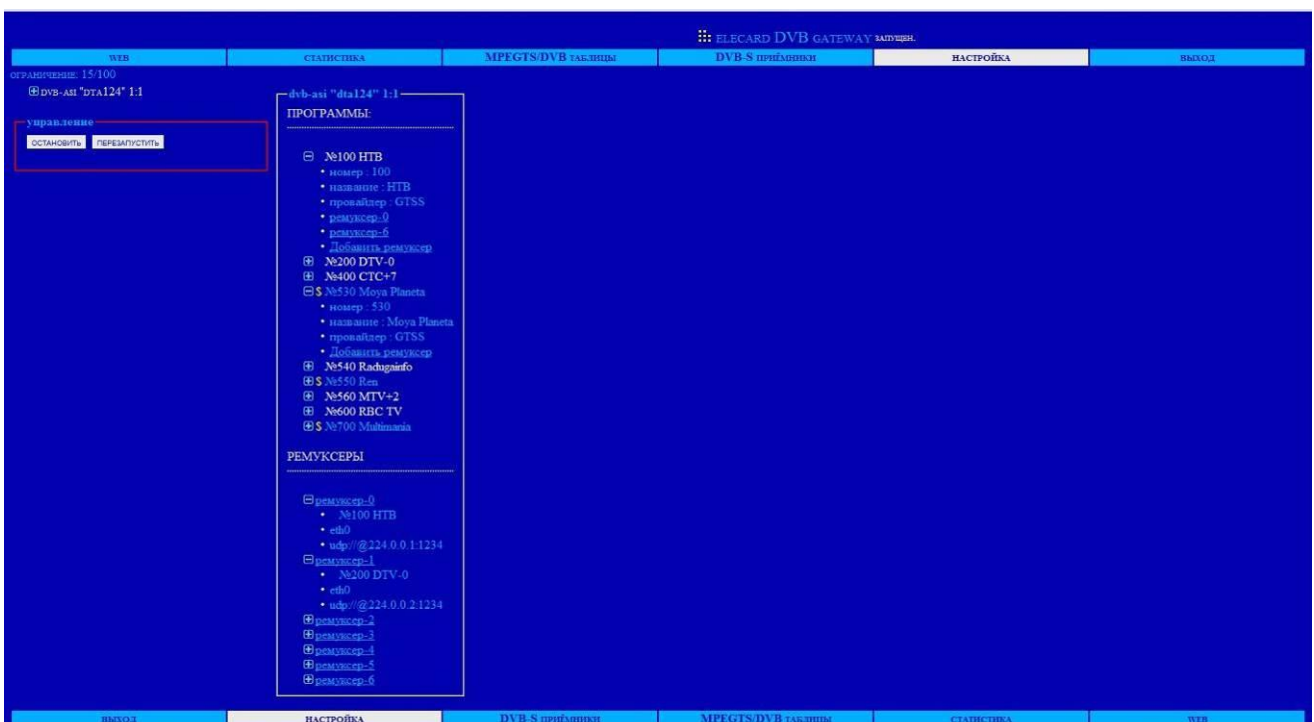 ELECARD DVB GATEWAY ЗАПУЩЕН.
WEB СТАТИСТИКА MPEGTS/DVB ТАБЛИЦЫ DVB-S ПРИЁМНИКИ НАСТРОЙКА ВЫХОД
ОГРАНИЧЕНИЕ: 15/100
DVB-ASI "DTA124" 1:1
управление
ОСТАНОВИТЬ ПЕРЕЗАПУСТИТЬ
dvb-asi "dta124" 1:1
ПРОГРАММЫ:
№100 НТВ
• номер : 100
• название : НТВ
• провайдер : GTSS
• ремуксер-0
• ремуксер-6
• Добавить ремуксер
№200 DTV-0
№400 СТС+7
$ №530 Moya Planeta
• номер : 530
• название : Moya Planeta
• провайдер : GTSS
• Добавить ремуксер
№540 Radugainfo
$ №550 Ren
№560 MTV+2
№600 RBC TV
$ №700 Multimania
РЕМУКСЕРЫ
ремуксер-0
• №100 НТВ
• eth0
• udp://@224.0.0.1:1234
ремуксер-1
• №200 DTV-0
• eth0
• udp://@224.0.0.2:1234
ремуксер-2
ремуксер-3
ремуксер-4
ремуксер-5
ремуксер-6
ВЫХОД НАСТРОЙКА DVB-S ПРИЁМНИКИ MPEGTS/DVB ТАБЛИЦЫ СТАТИСТИКА WEB